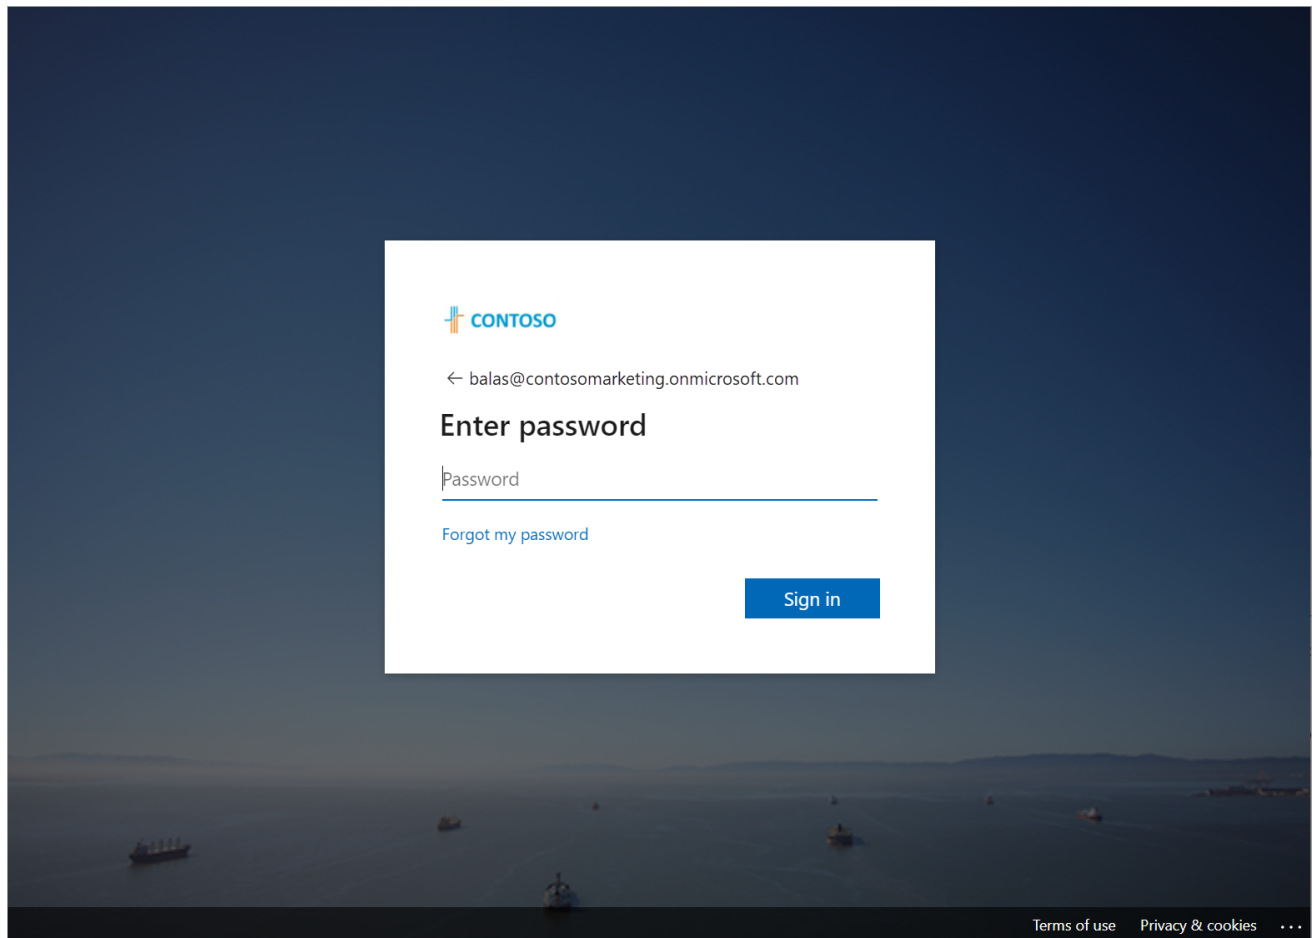 CONTOSO
← balas@contosomarketing.onmicrosoft.com
Enter password
Password
Forgot my password
Sign in
Terms of use Privacy & cookies ...